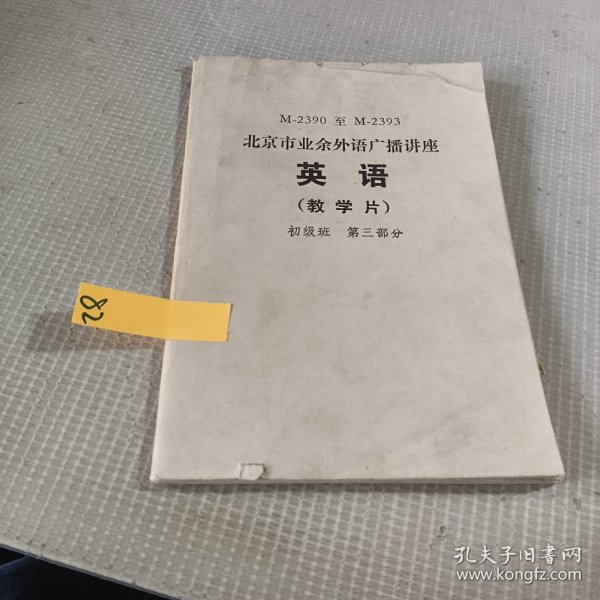 M-2390 至 M-2393
北京市业余外语广播讲座
英 语
(教 学 片)
初级班 第三部分
82
孔夫子旧书网
www.kongfz.com